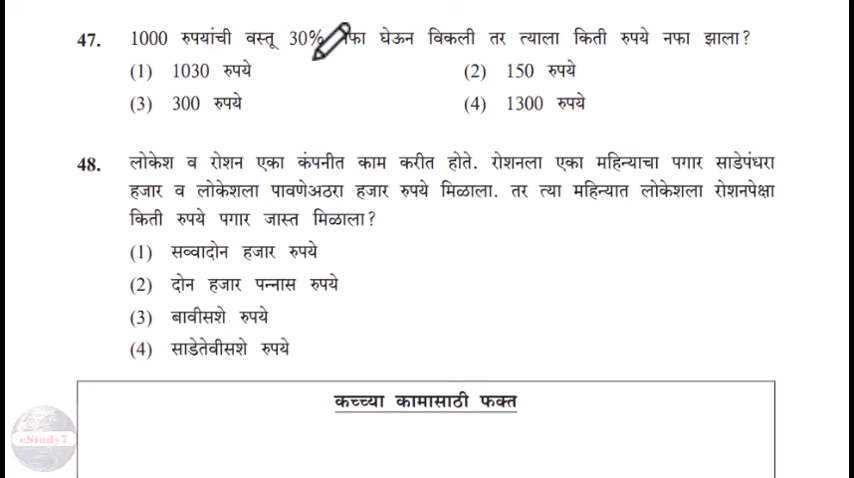 47. 1000 रुपयांची वस्तू 30% नफा घेऊन विकली तर त्याला किती रुपये नफा झाला?
(1) 1030 रुपये (2) 150 रुपये
(3) 300 रुपये (4) 1300 रुपये
48. लोकेश व रोशन एका कंपनीत काम करीत होते. रोशनला एका महिन्याचा पगार साडेपंधरा
हजार व लोकेशला पावणेअठरा हजार रुपये मिळाला. तर त्या महिन्यात लोकेशला रोशनपेक्षा
किती रुपये पगार जास्त मिळाला?
(1) सव्वादोन हजार रुपये
(2) दोन हजार पन्नास रुपये
(3) बावीसशे रुपये
(4) साडेतेवीसशे रुपये
कच्च्या कामासाठी फक्त
eStudy7